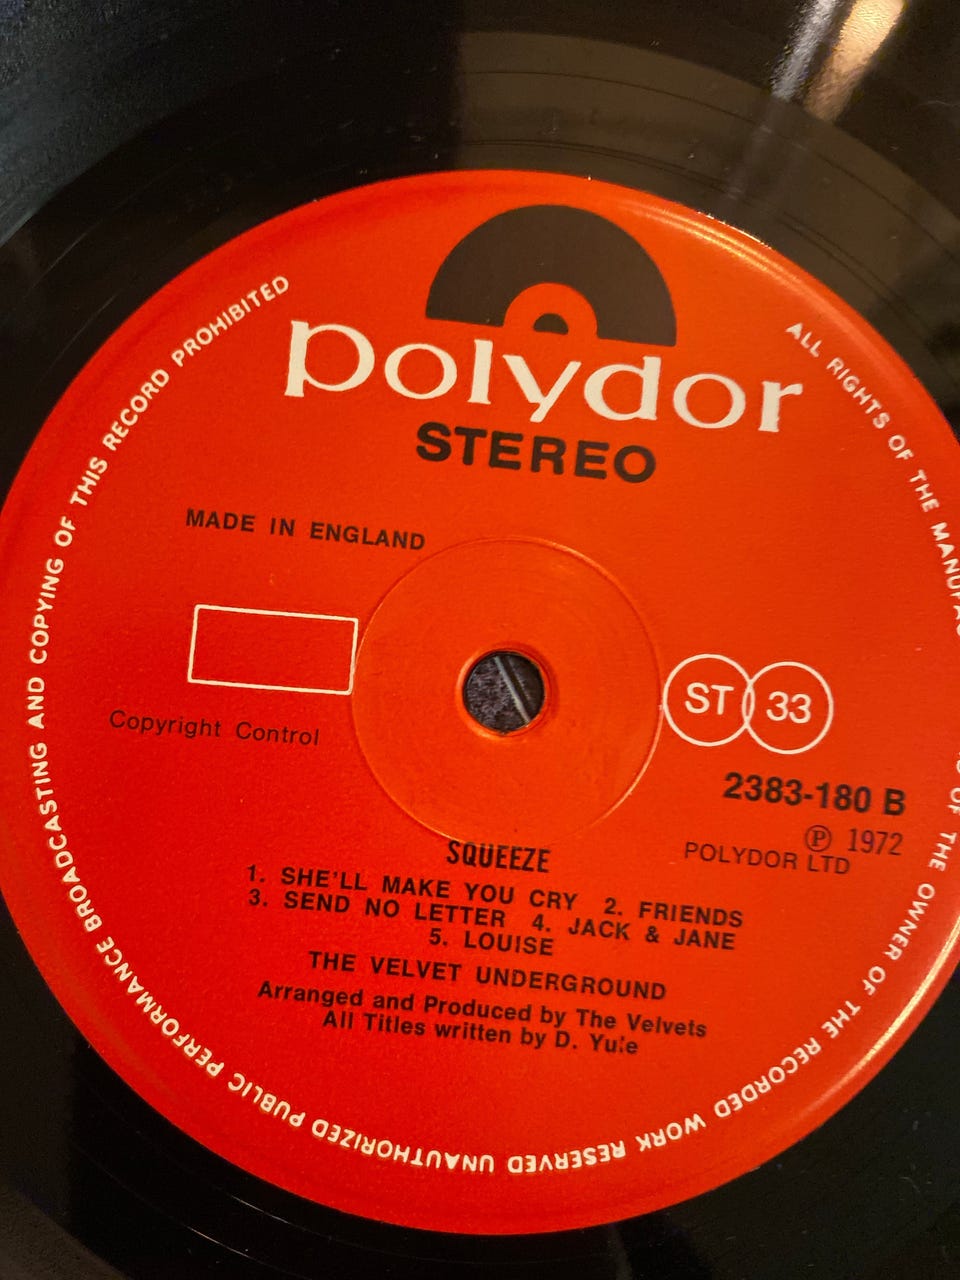 polydor
STEREO
MADE IN ENGLAND
Copyright Control
ST 33
2383-180 B
Ⓟ 1972
POLYDOR LTD
SQUEEZE
1. SHE'LL MAKE YOU CRY 2. FRIENDS
3. SEND NO LETTER 4. JACK & JANE
5. LOUISE
THE VELVET UNDERGROUND
Arranged and Produced by The Velvets
All Titles written by D. Yule
ALL RIGHTS OF THE OF THE OWNER OF THE RECORDED WORK RESERVED UNAUTHORIZED PUBLIC PERFORMANCE BROADCASTING AND COPYING OF THIS RECORD PROHIBITED